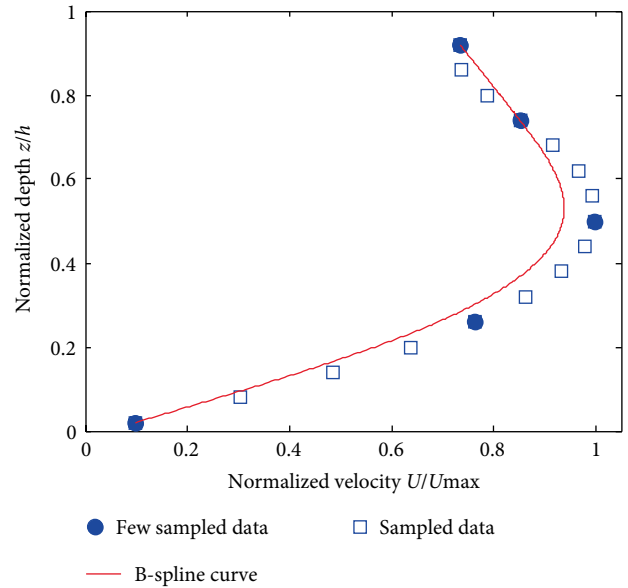 1
0.8
0.6
0.4
0.2
0
Normalized depth z/h
0 0.2 0.4 0.6 0.8 1
Normalized velocity U/Umax
Few sampled data Sampled data
B-spline curve